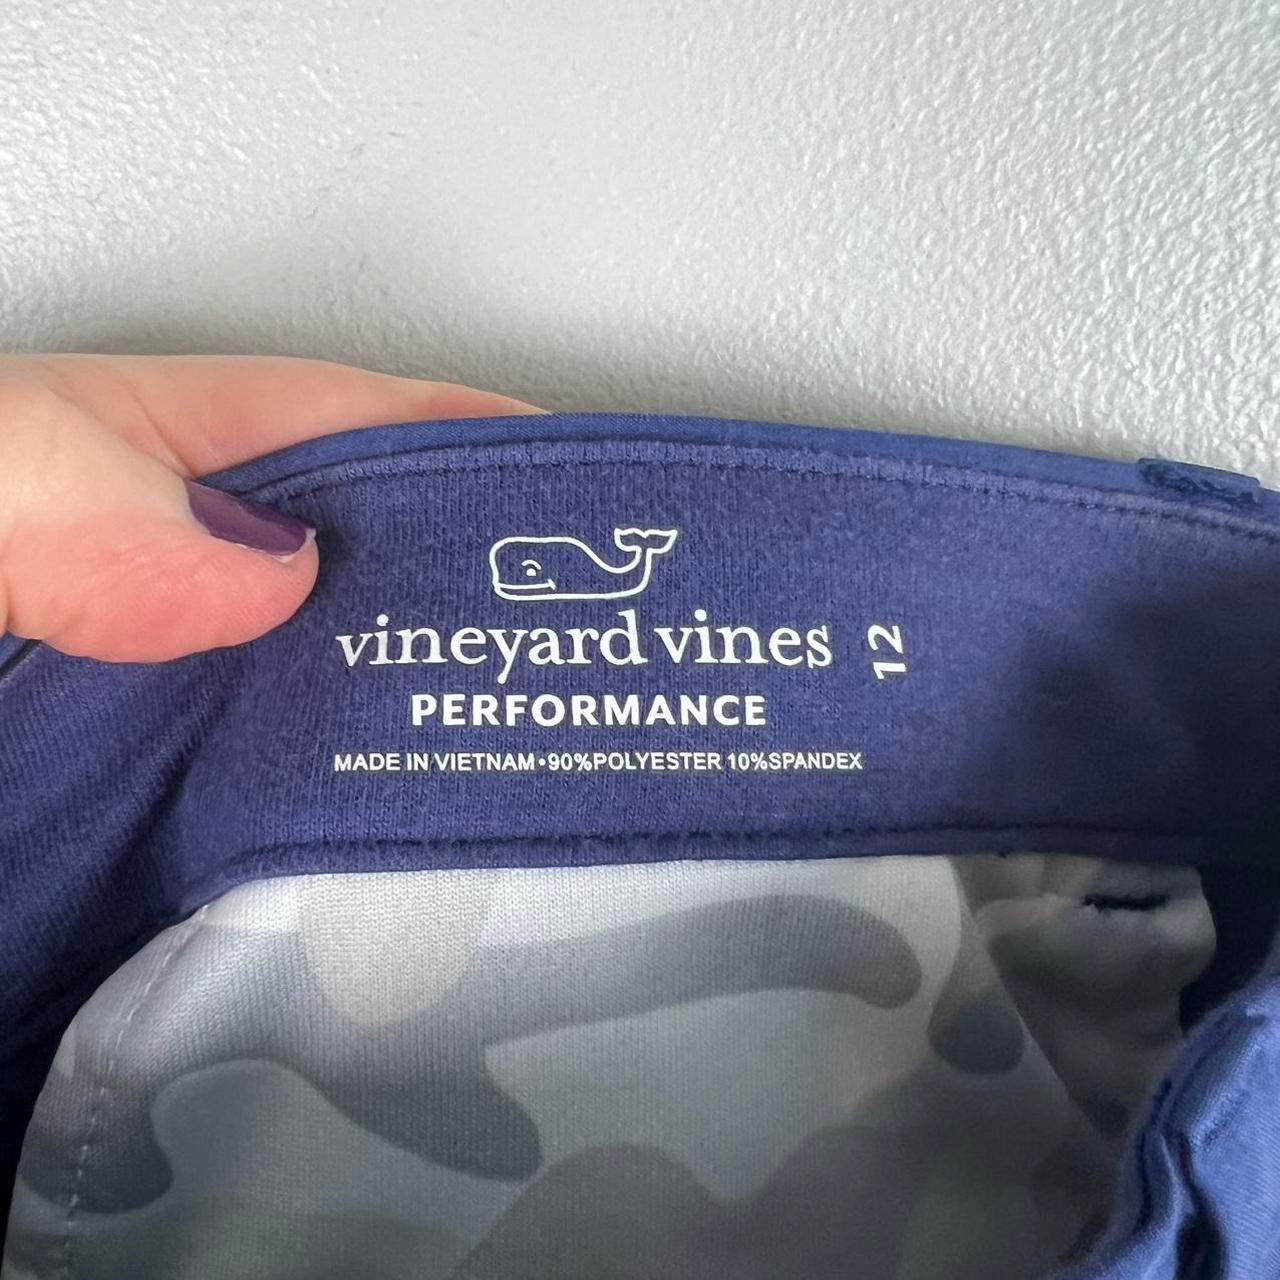 vineyard vines
12
PERFORMANCE
MADE IN VIETNAM•90%POLYESTER 10%SPANDEX